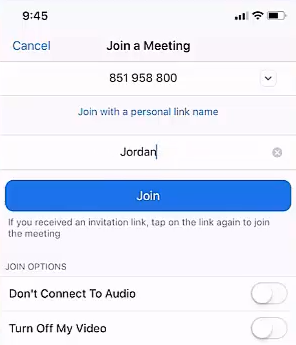 9:45
Cancel Join a Meeting
851 958 800
Join with a personal link name
Jordan
Join
If you received an invitation link, tap on the link again to join
the meeting
JOIN OPTIONS
Don't Connect To Audio
Turn Off My Video